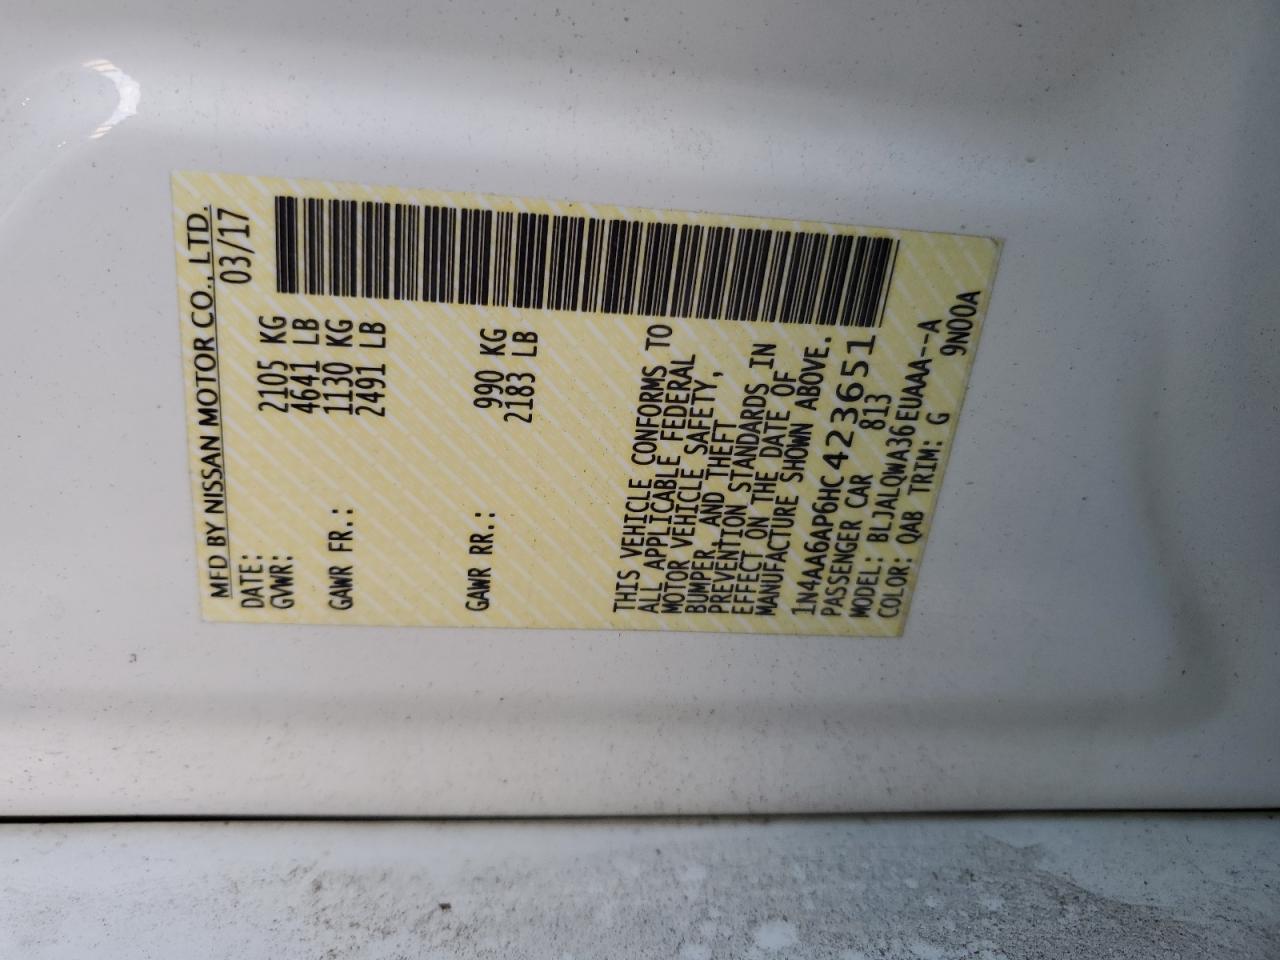 MFD BY NISSAN MOTOR CO., LTD.
DATE: 03/17
GVWR: 2105 KG
4641 LB
GAWR FR.: 1130 KG
2491 LB
GAWR RR.: 990 KG
2183 LB
THIS VEHICLE CONFORMS TO
ALL APPLICABLE FEDERAL
MOTOR VEHICLE SAFETY,
BUMPER, AND THEFT
PREVENTION STANDARDS IN
EFFECT ON THE DATE OF
MANUFACTURE SHOWN ABOVE.
1N4AA6AP6HC423651
PASSENGER CAR 813
MODEL: BLJALQWA36EUAAA--A
COLOR: QAB TRIM: G 9N00A